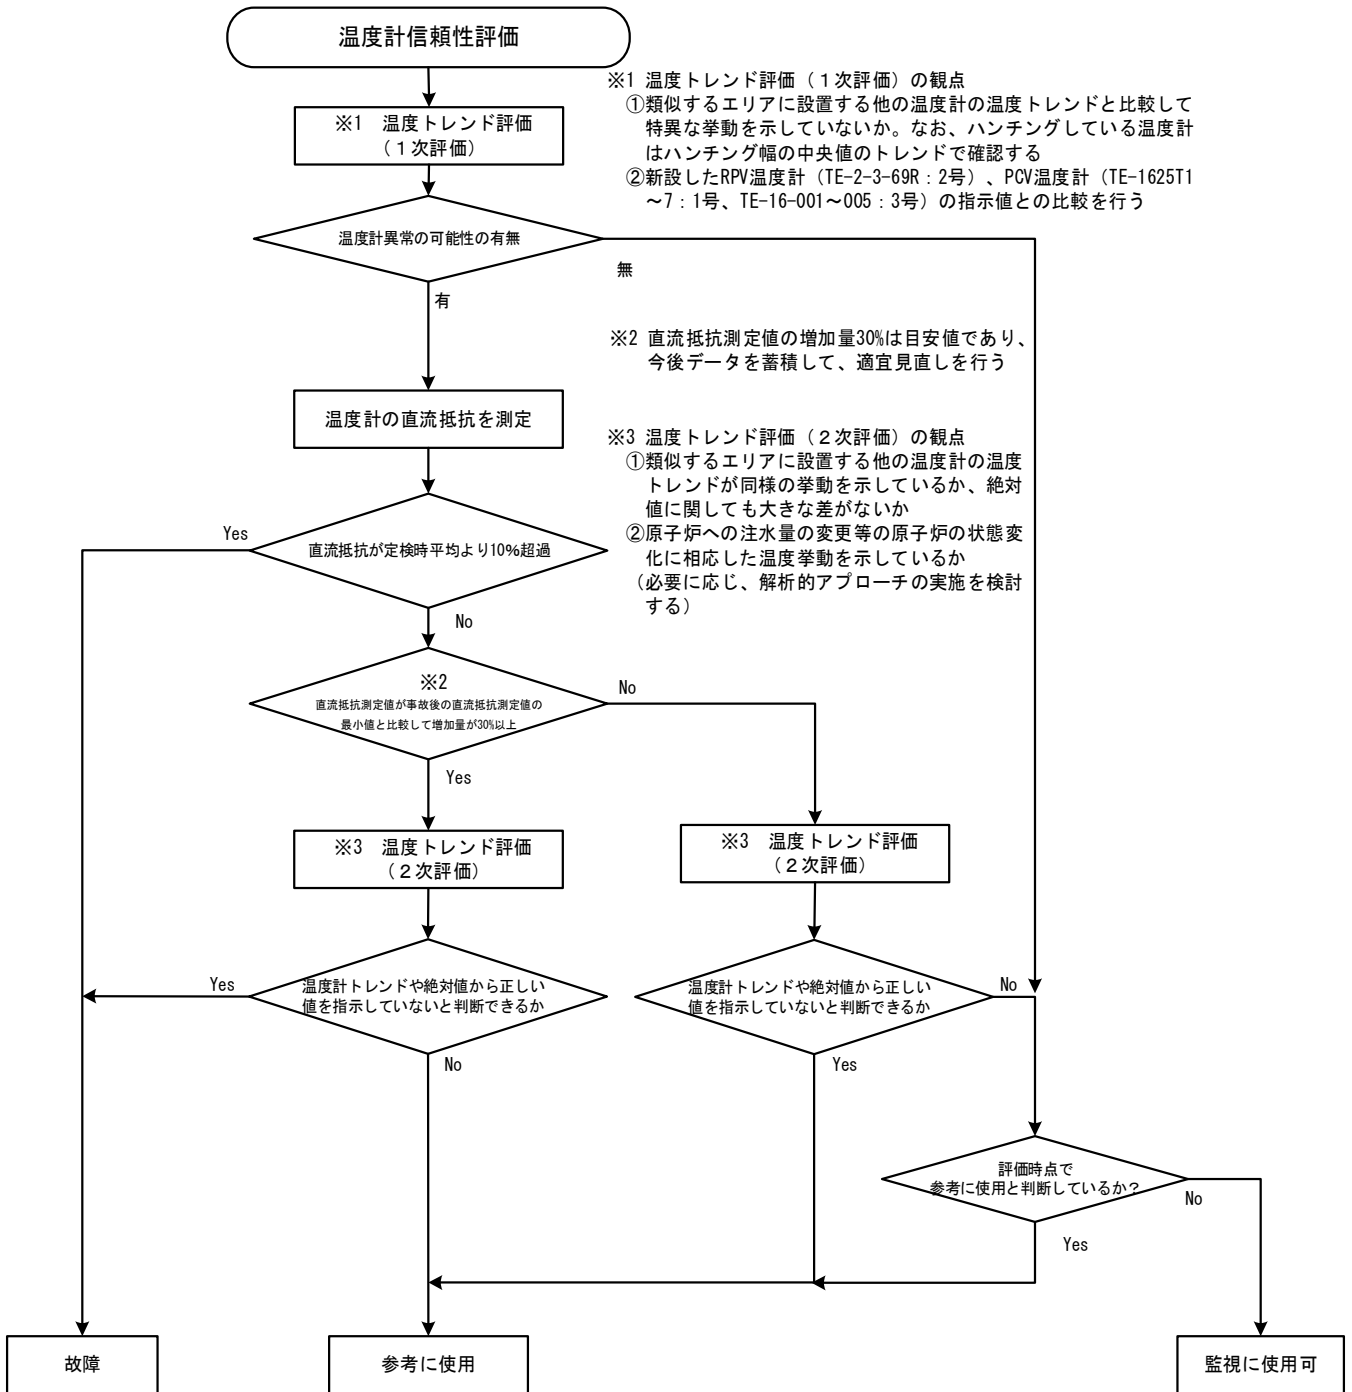 温度計信頼性評価
※1 温度トレンド評価
(1次評価)
※1 温度トレンド評価(1次評価)の観点
①類似するエリアに設置する他の温度計の温度トレンドと比較して
特異な挙動を示していないか。なお、ハンチングしている温度計
はハンチング幅の中央値のトレンドで確認する
②新設したRPV温度計(TE-2-3-69R:2号)、PCV温度計(TE-1625T1
~7:1号、TE-16-001~005:3号)の指示値との比較を行う
温度計異常の可能性の有無
無
有
※2 直流抵抗測定値の増加量30%は目安値であり、
今後データを蓄積して、適宜見直しを行う
温度計の直流抵抗を測定
※3 温度トレンド評価(2次評価)の観点
①類似するエリアに設置する他の温度計の温度
トレンドが同様の挙動を示しているか、絶対
値に関しても大きな差がないか
②原子炉への注水量の変更等の原子炉の状態変
化に相応した温度挙動を示しているか
(必要に応じ、解析的アプローチの実施を検討
する)
Yes
直流抵抗が定検時平均より10%超過
No
※2
直流抵抗測定値が事故後の直流抵抗測定値の
最小値と比較して増加量が30%以上
No
Yes
※3 温度トレンド評価
(2次評価)
※3 温度トレンド評価
(2次評価)
Yes
温度計トレンドや絶対値から正しい
値を指示していないと判断できるか
No
温度計トレンドや絶対値から正しい
値を指示していないと判断できるか
No
Yes
評価時点で
参考に使用と判断しているか?
No
Yes
故障
参考に使用
監視に使用可